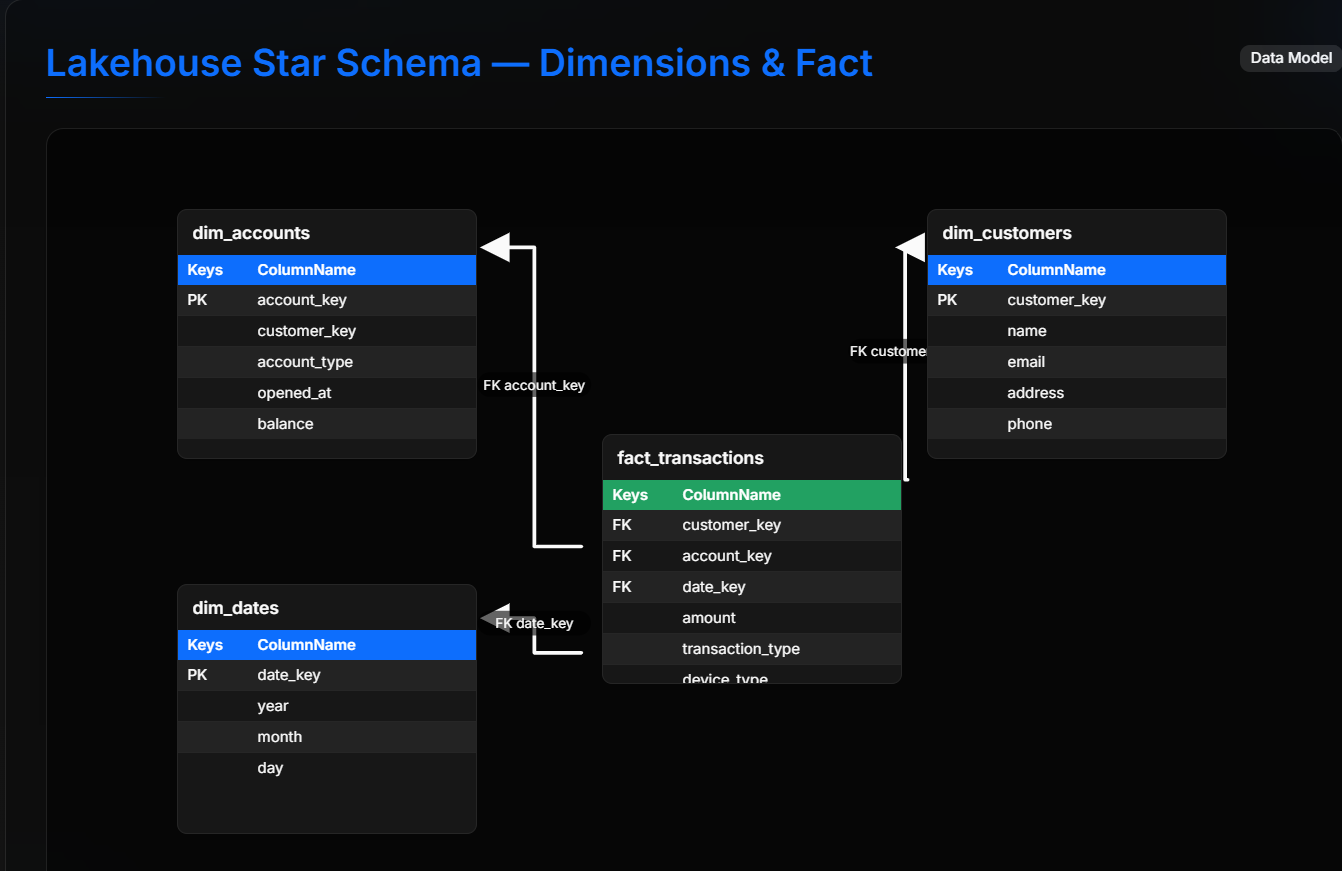 Lakehouse Star Schema — Dimensions & Fact
Data Model
dim_accounts
Keys ColumnName
PK account_key
customer_key
account_type
opened_at
balance
dim_customers
Keys ColumnName
PK customer_key
name
email
address
phone
FK account_key
FK custome
fact_transactions
Keys ColumnName
FK customer_key
FK account_key
FK date_key
amount
transaction_type
device_type
dim_dates
Keys ColumnName
PK date_key
year
month
day
FK date_key